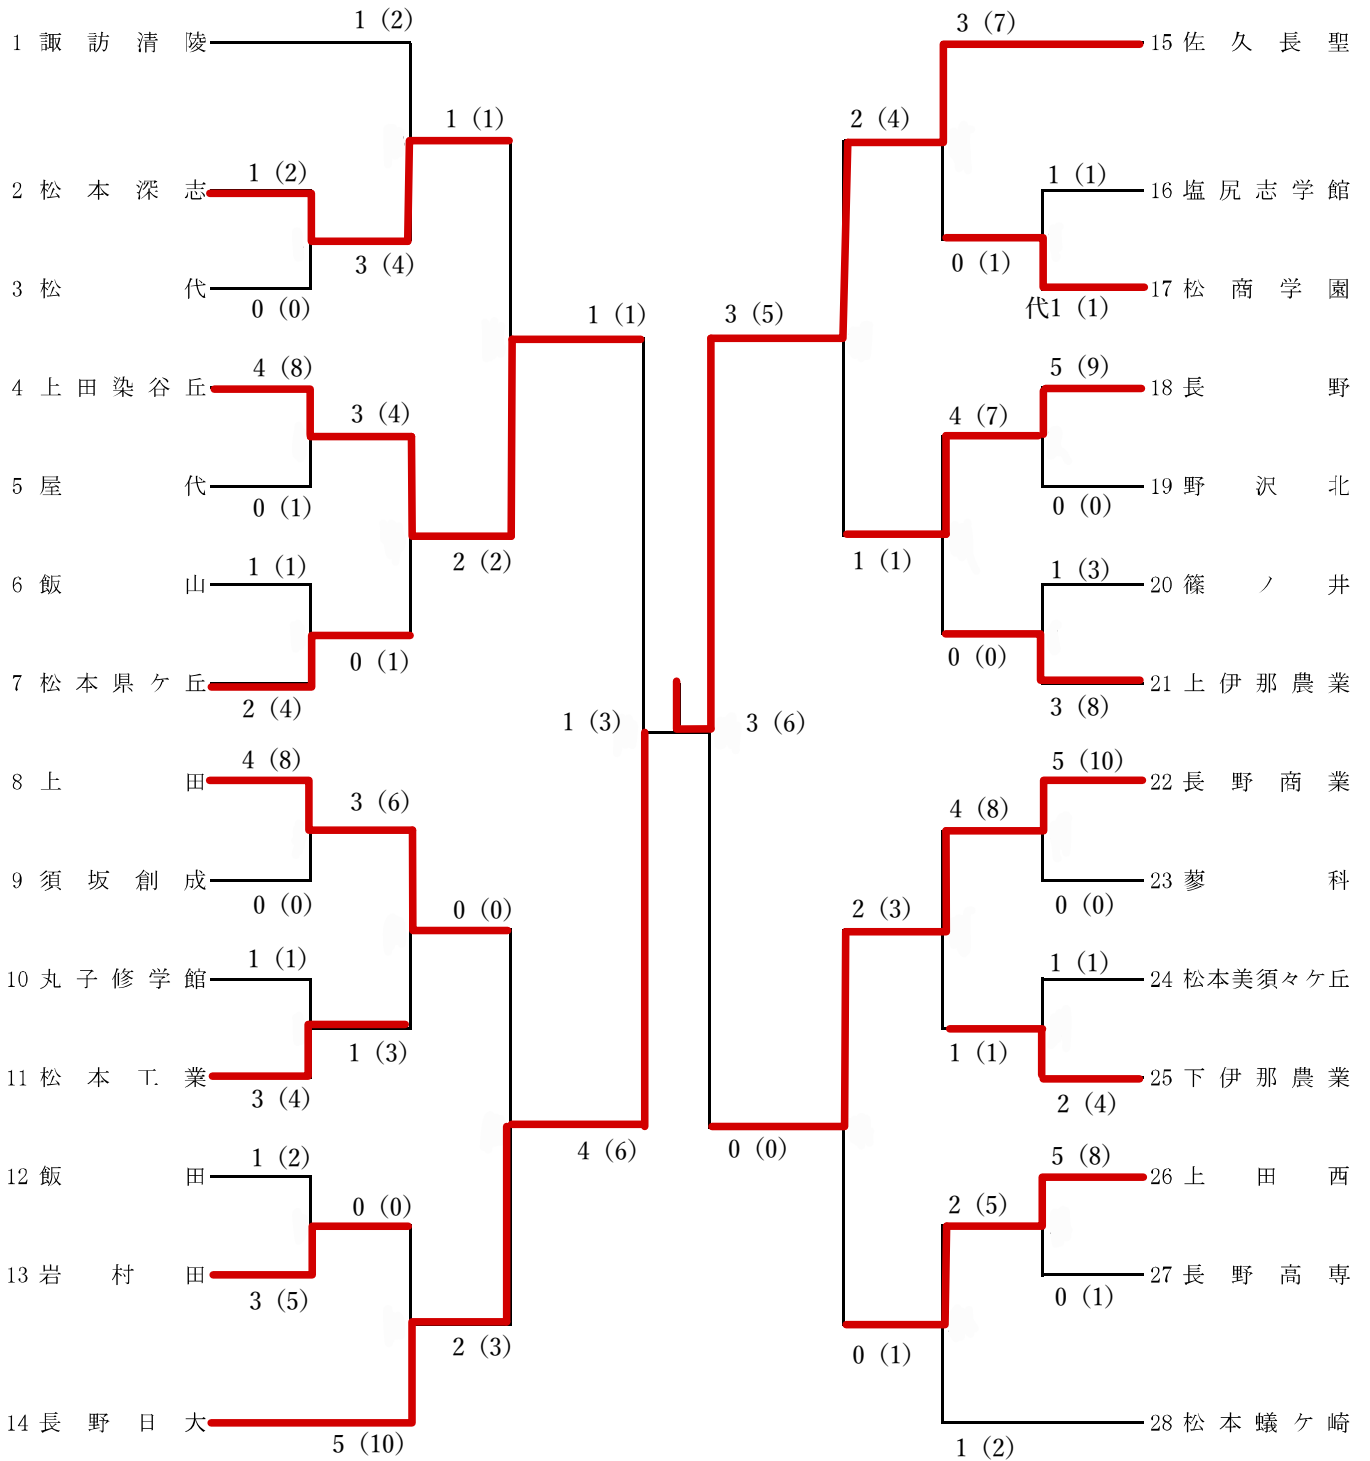 1 (2)
1 諏訪清陵
1 (1)
1 (2)
2 松本深志
3 (4)
3 松代
0 (0)
1 (1)
4 (8)
4 上田染谷丘
3 (4)
5 屋代
0 (1)
2 (2)
1 (1)
6 飯山
0 (1)
7 松本県ケ丘
2 (4)
1 (3)
4 (8)
8 上田
3 (6)
9 須坂創成
0 (0)
0 (0)
1 (1)
10 丸子修学館
1 (3)
11 松本工業
3 (4)
4 (6)
1 (2)
12 飯田
0 (0)
13 岩村田
3 (5)
2 (3)
14 長野日大
5 (10)
3 (7)
15 佐久長聖
2 (4)
1 (1)
16 塩尻志学館
0 (1)
17 松商学園
代1 (1)
3 (5)
5 (9)
18 長野
4 (7)
19 野沢北
0 (0)
1 (1)
1 (3)
20 篠ノ井
0 (0)
21 上伊那農業
3 (8)
3 (6)
5 (10)
22 長野商業
4 (8)
23 蓼科
0 (0)
2 (3)
1 (1)
24 松本美須々ケ丘
1 (1)
25 下伊那農業
2 (4)
0 (0)
5 (8)
26 上田西
2 (5)
27 長野高専
0 (1)
0 (1)
28 松本蟻ケ崎
1 (2)